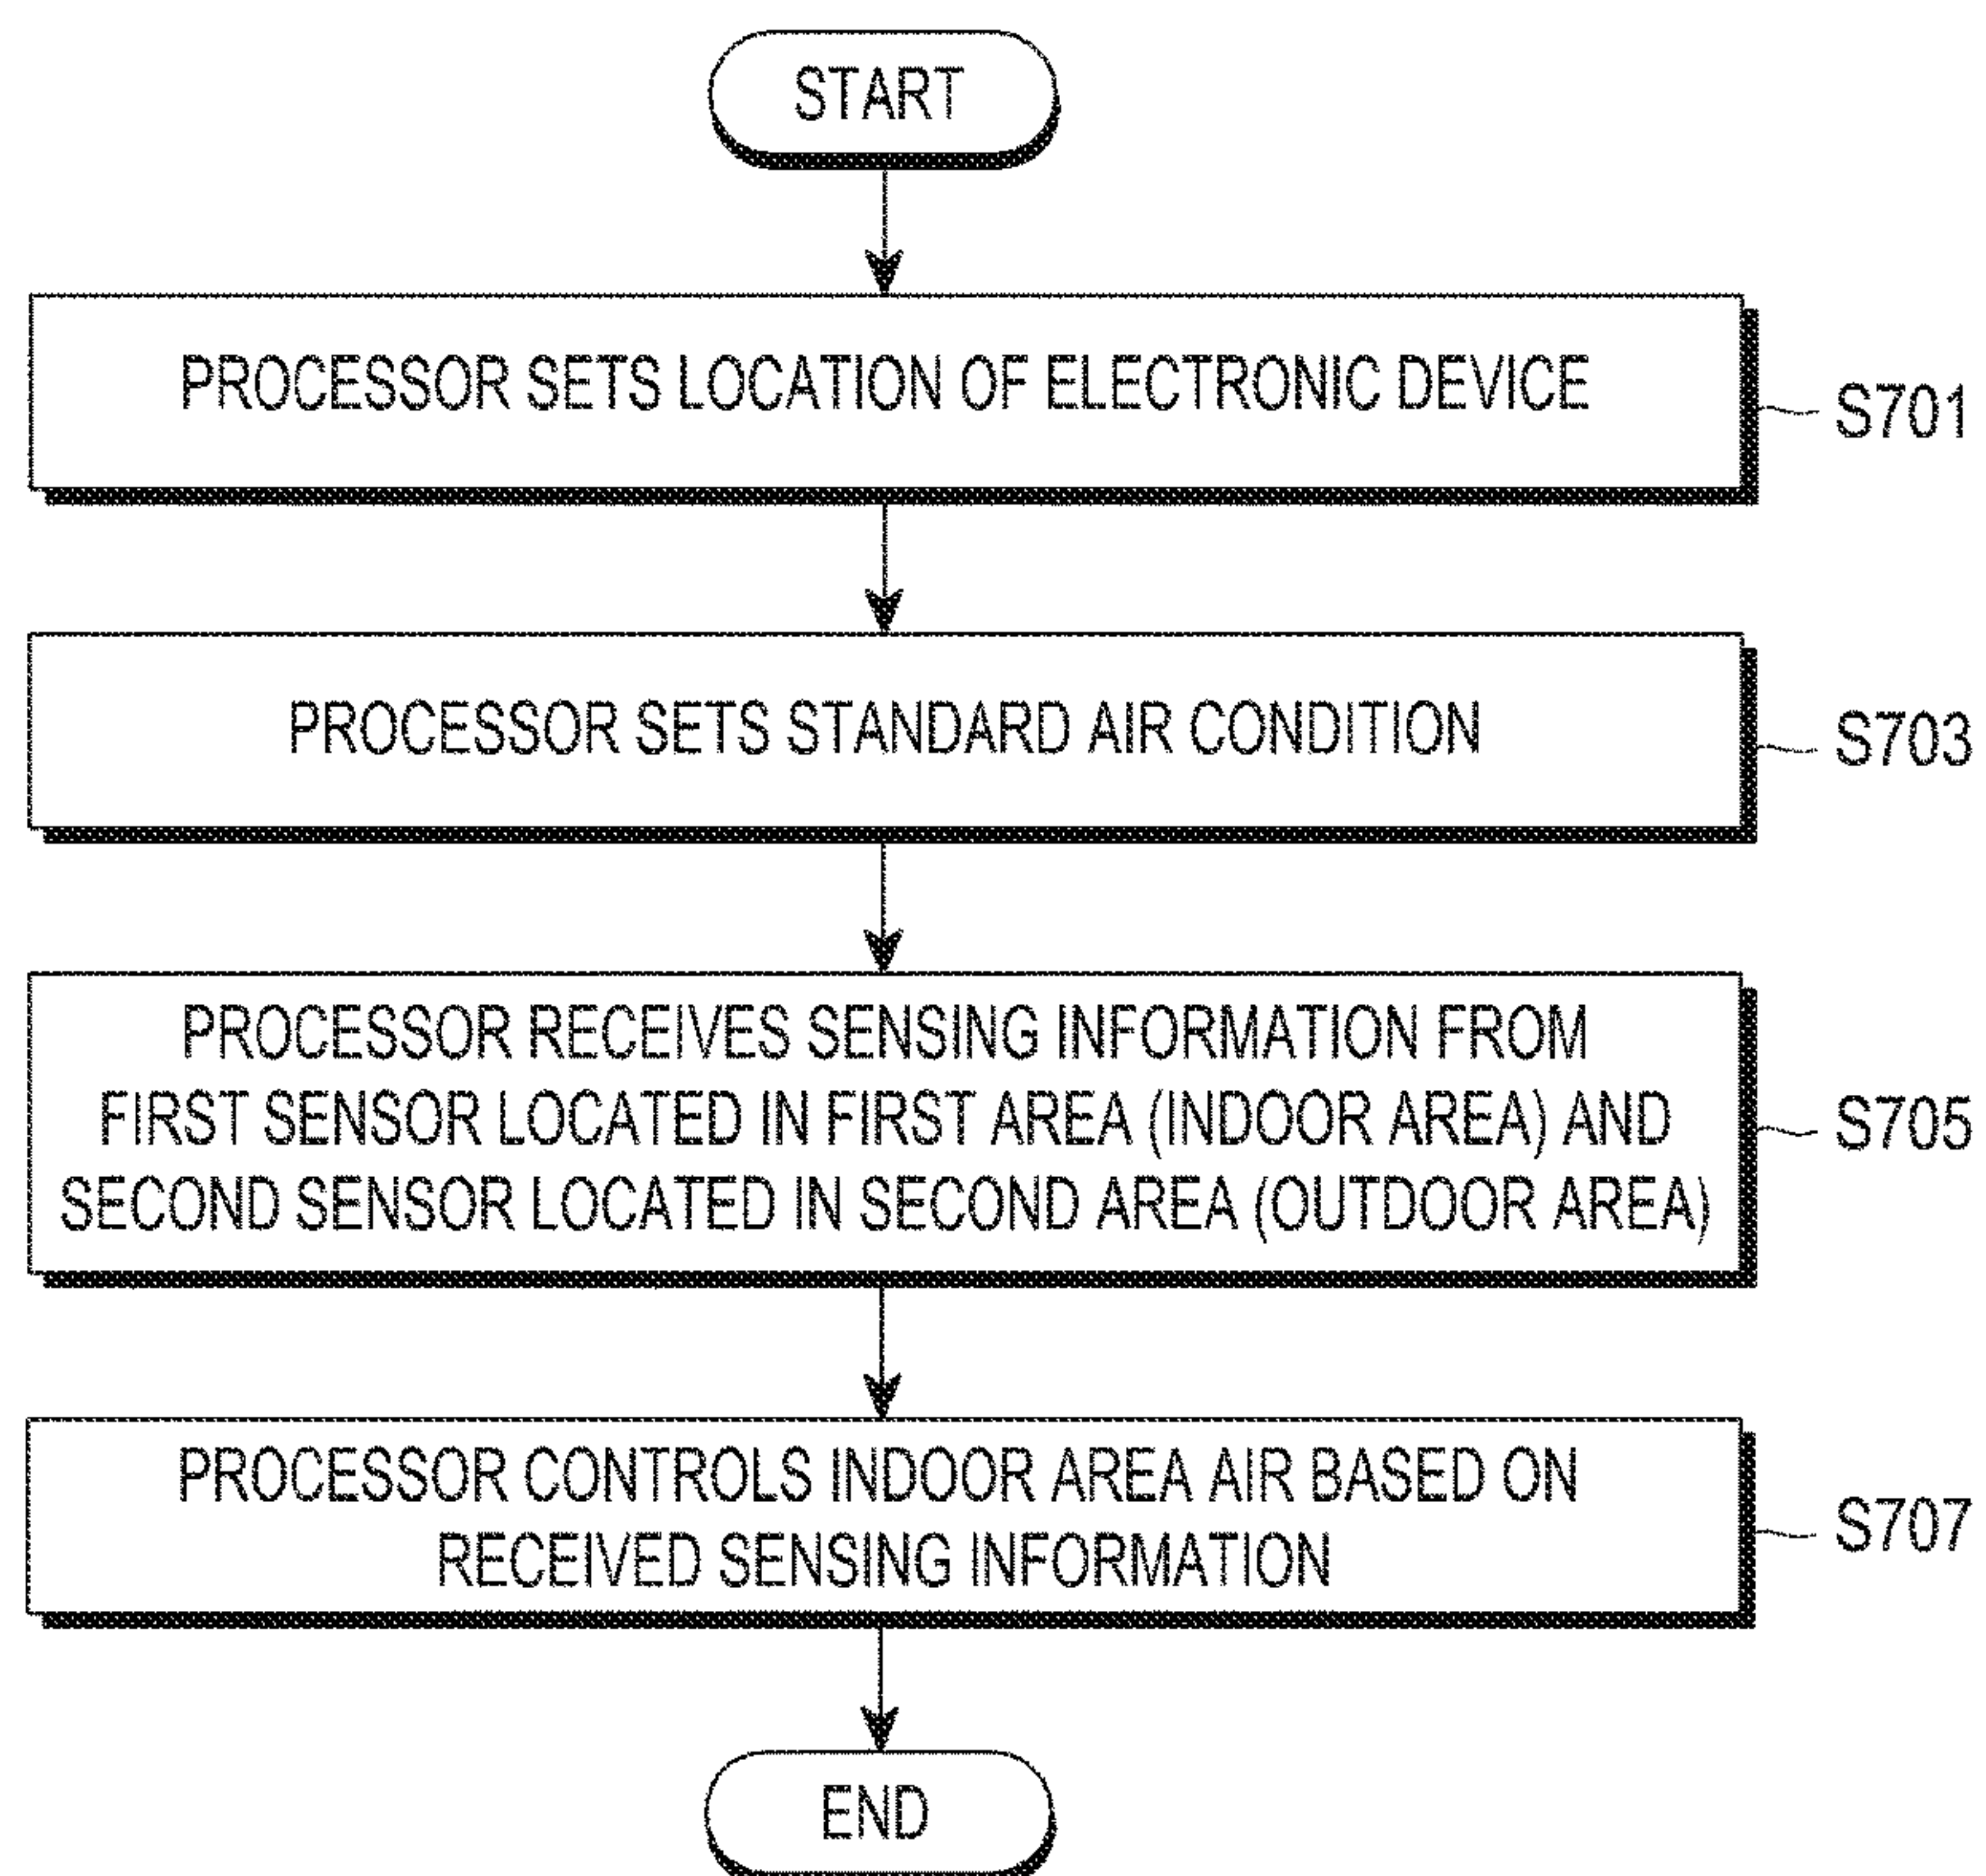 START
PROCESSOR SETS LOCATION OF ELECTRONIC DEVICE
S701
PROCESSOR SETS STANDARD AIR CONDITION
S703
PROCESSOR RECEIVES SENSING INFORMATION FROM
FIRST SENSOR LOCATED IN FIRST AREA (INDOOR AREA) AND
SECOND SENSOR LOCATED IN SECOND AREA (OUTDOOR AREA)
S705
PROCESSOR CONTROLS INDOOR AREA AIR BASED ON
RECEIVED SENSING INFORMATION
S707
END